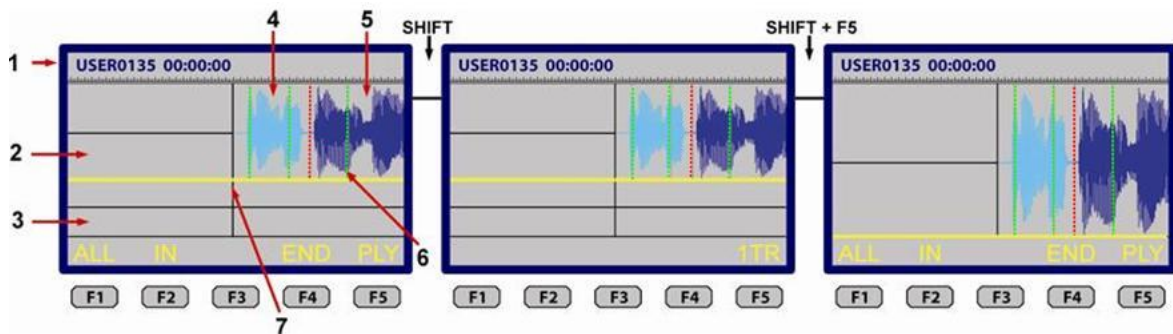 4 5 SHIFT SHIFT + F5
1 USER0135 00:00:00 USER0135 00:00:00 USER0135 00:00:00
2
3
ALL IN END PLY 1TR ALL IN END PLY
6
F1 F2 F3 F4 F5 F1 F2 F3 F4 F5 F1 F2 F3 F4 F5
7